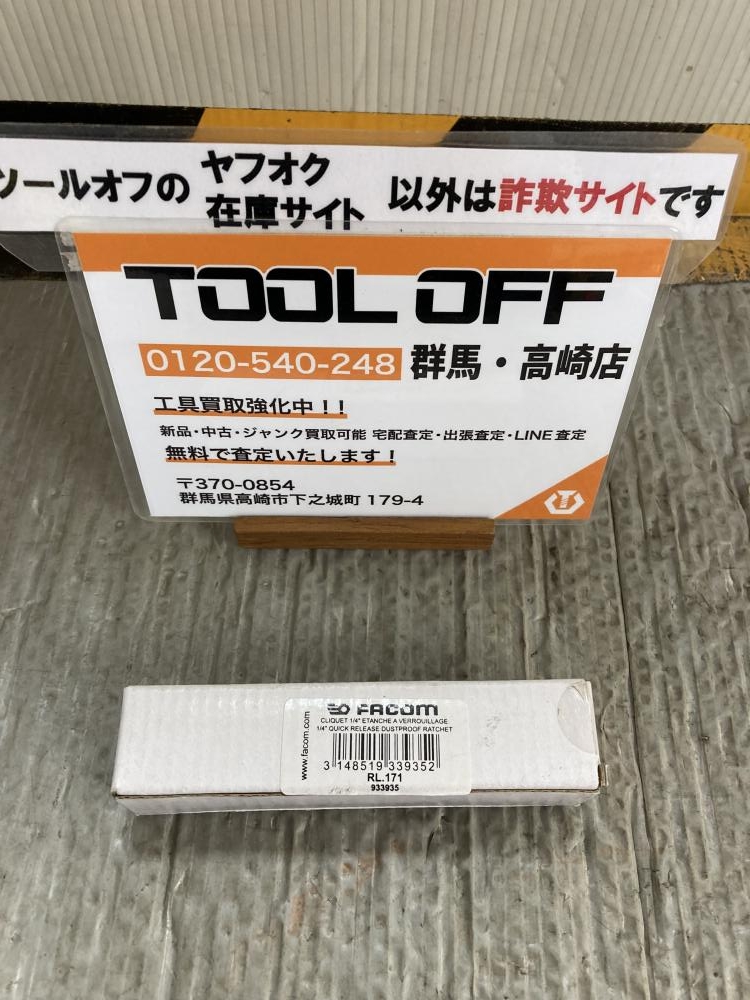 ツールオフの ヤフオク 在庫サイト 以外は詐欺サイトです
TOOL OFF
0120-540-248 群馬・高崎店
工具買取強化中！！
新品・中古・ジャンク買取可能 宅配査定・出張査定・LINE査定
無料で査定いたします！
〒370-0854
群馬県高崎市下之城町 179-4
FACOM
CLIQUET 1/4" ETANCHE A VERROUILLAGE
1/4" QUICK RELEASE DUSTPROOF RATCHET
www.facom.com
3 148519 339352
RL.171
933935